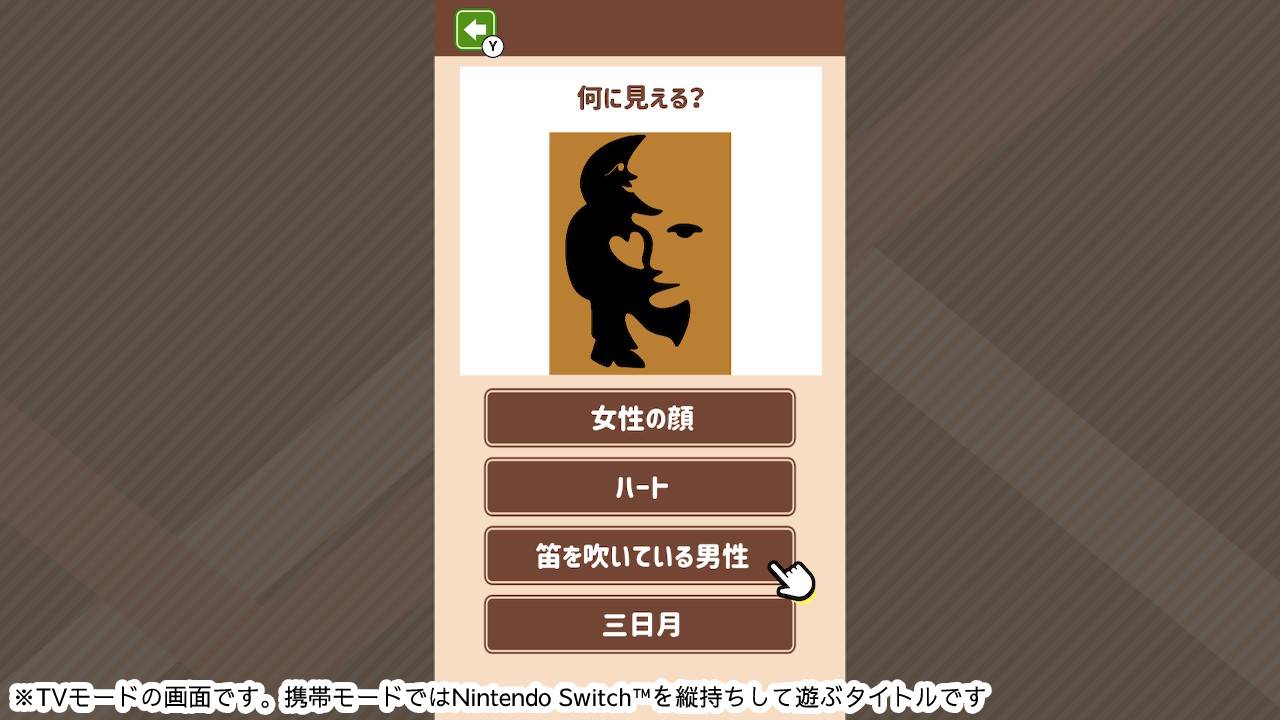 Y
何に見える?
女性の顔
ハート
笛を吹いている男性
三日月
※TVモードの画面です。携帯モードではNintendo Switch™を縦持ちして遊ぶタイトルです